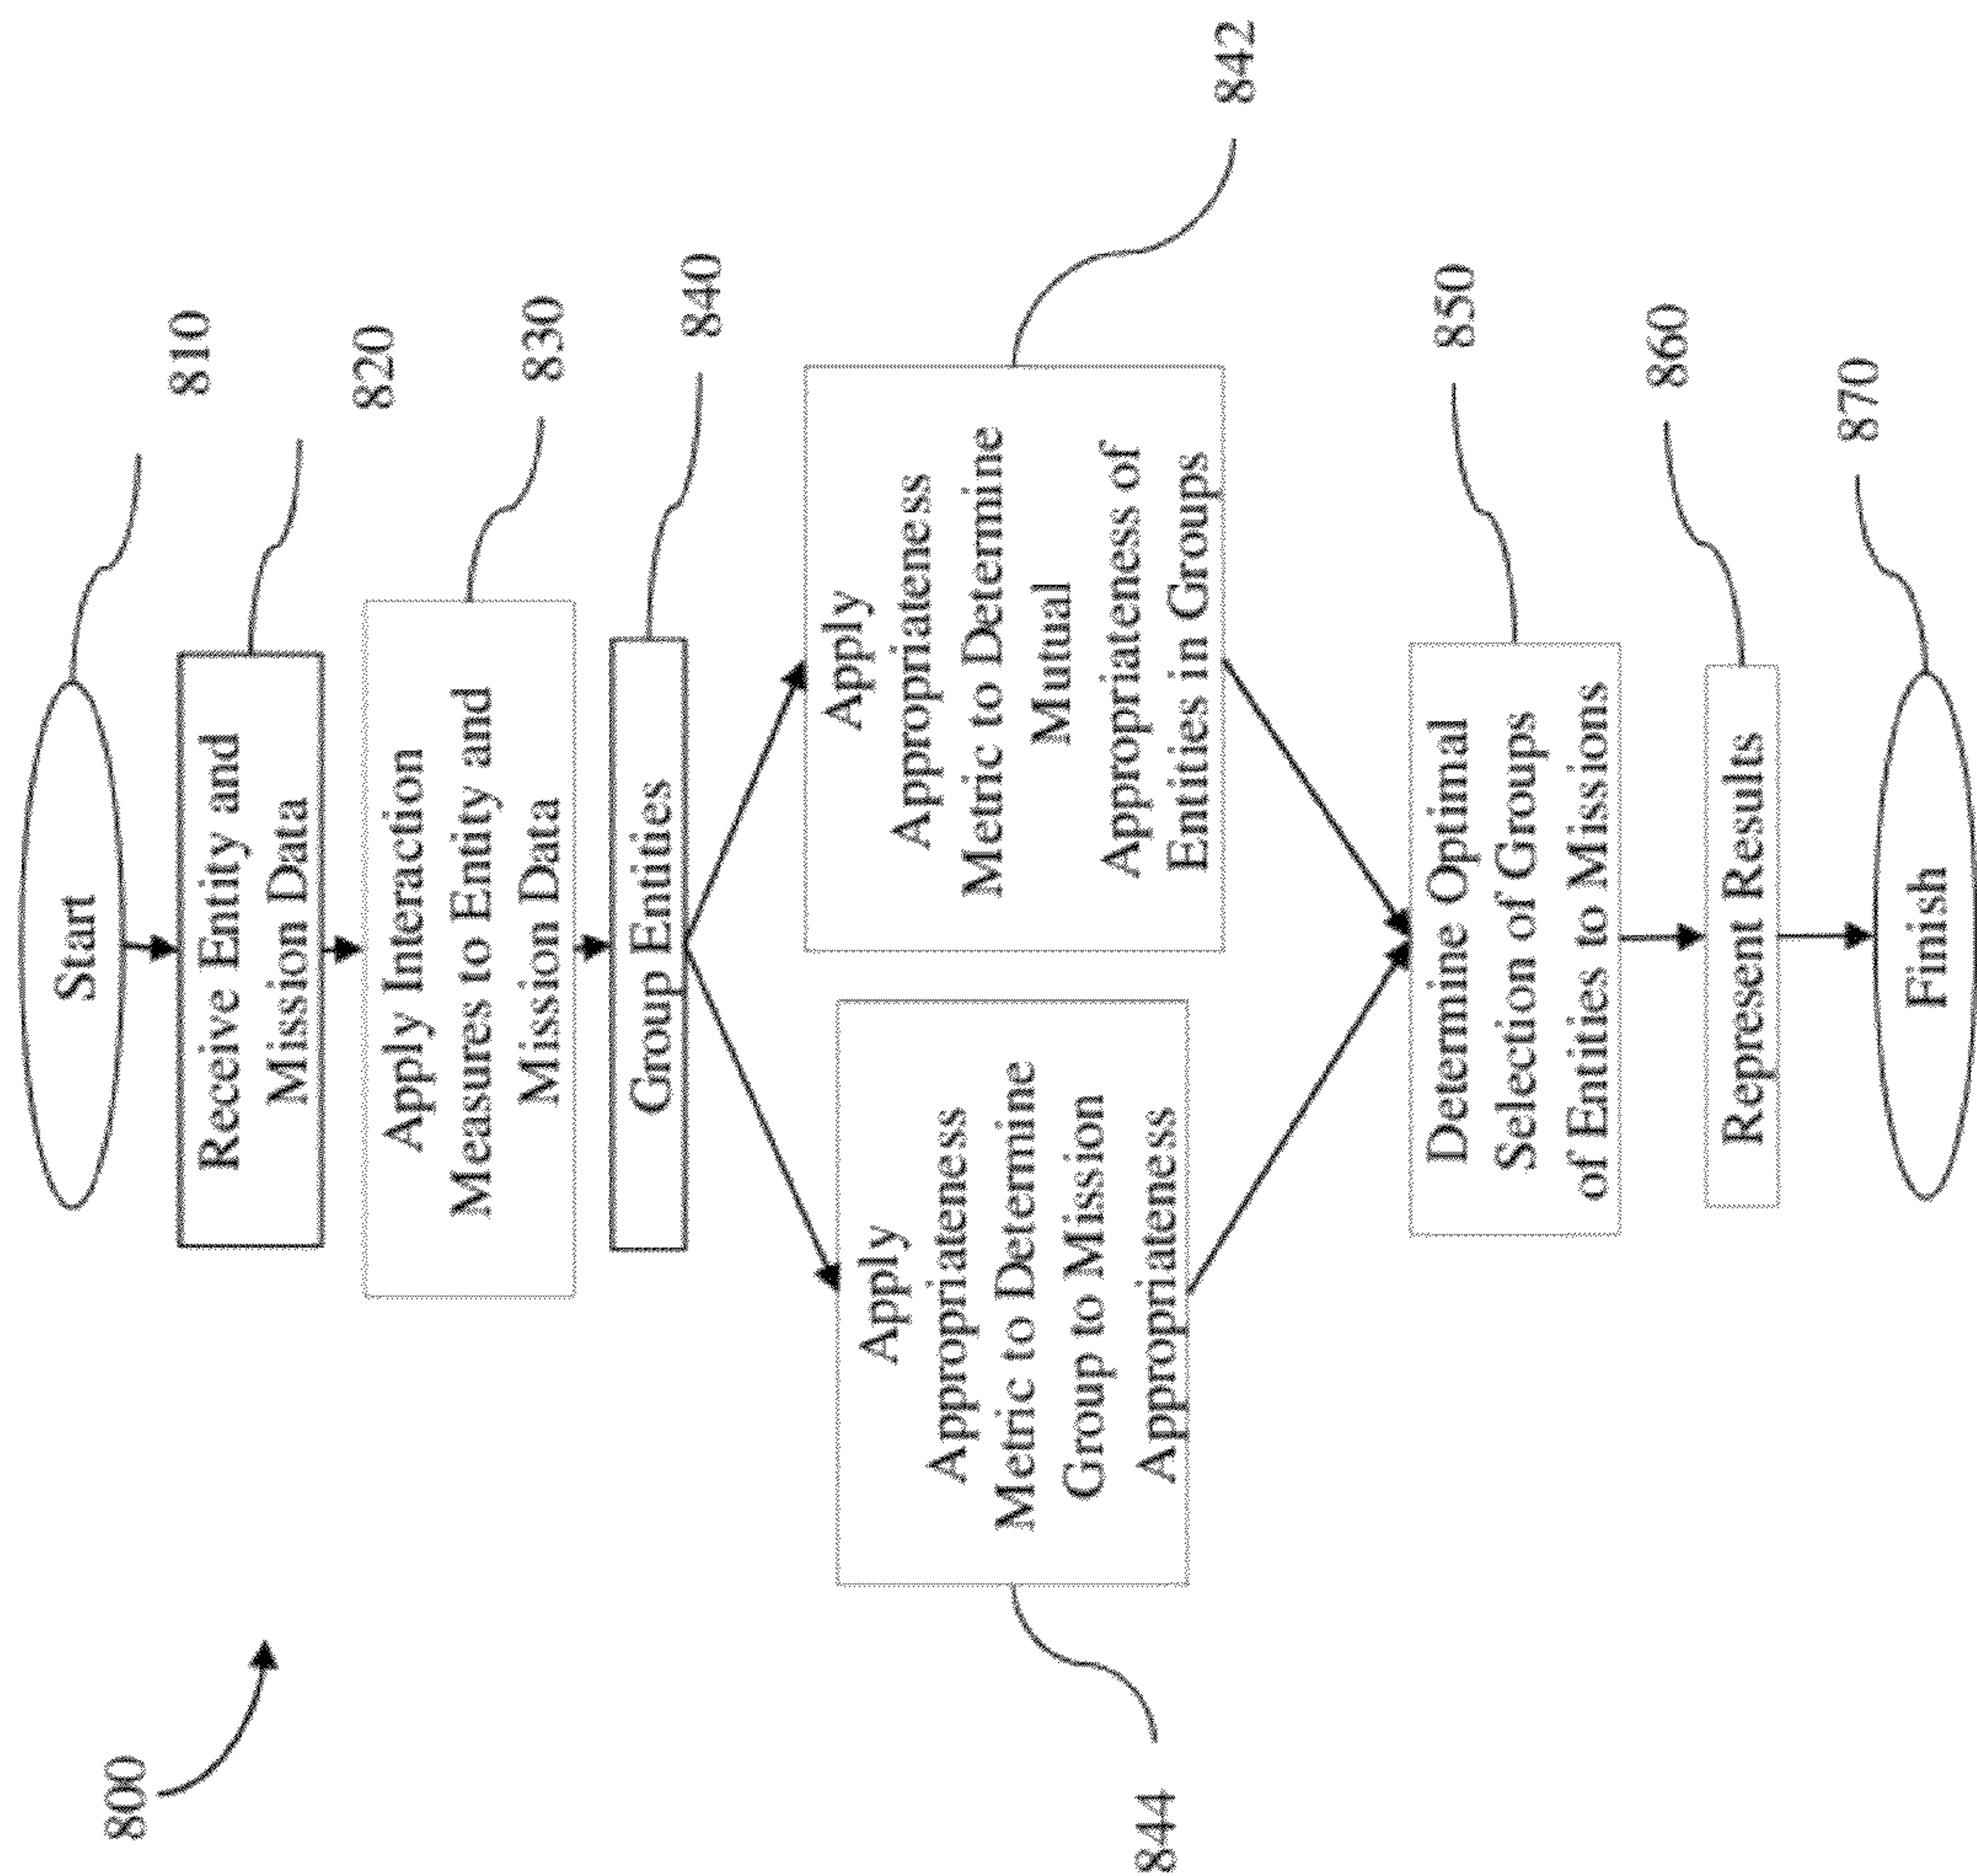 800
Start
810
Receive Entity and
Mission Data
820
Apply Interaction
Measures to Entity and
Mission Data
830
Group Entities
840
Apply
Appropriateness
Metric to Determine
Group to Mission
Appropriateness
844
Apply
Appropriateness
Metric to Determine
Mutual
Appropriateness of
Entities in Groups
842
Determine Optimal
Selection of Groups
of Entities to Missions
850
Represent Results
860
Finish
870